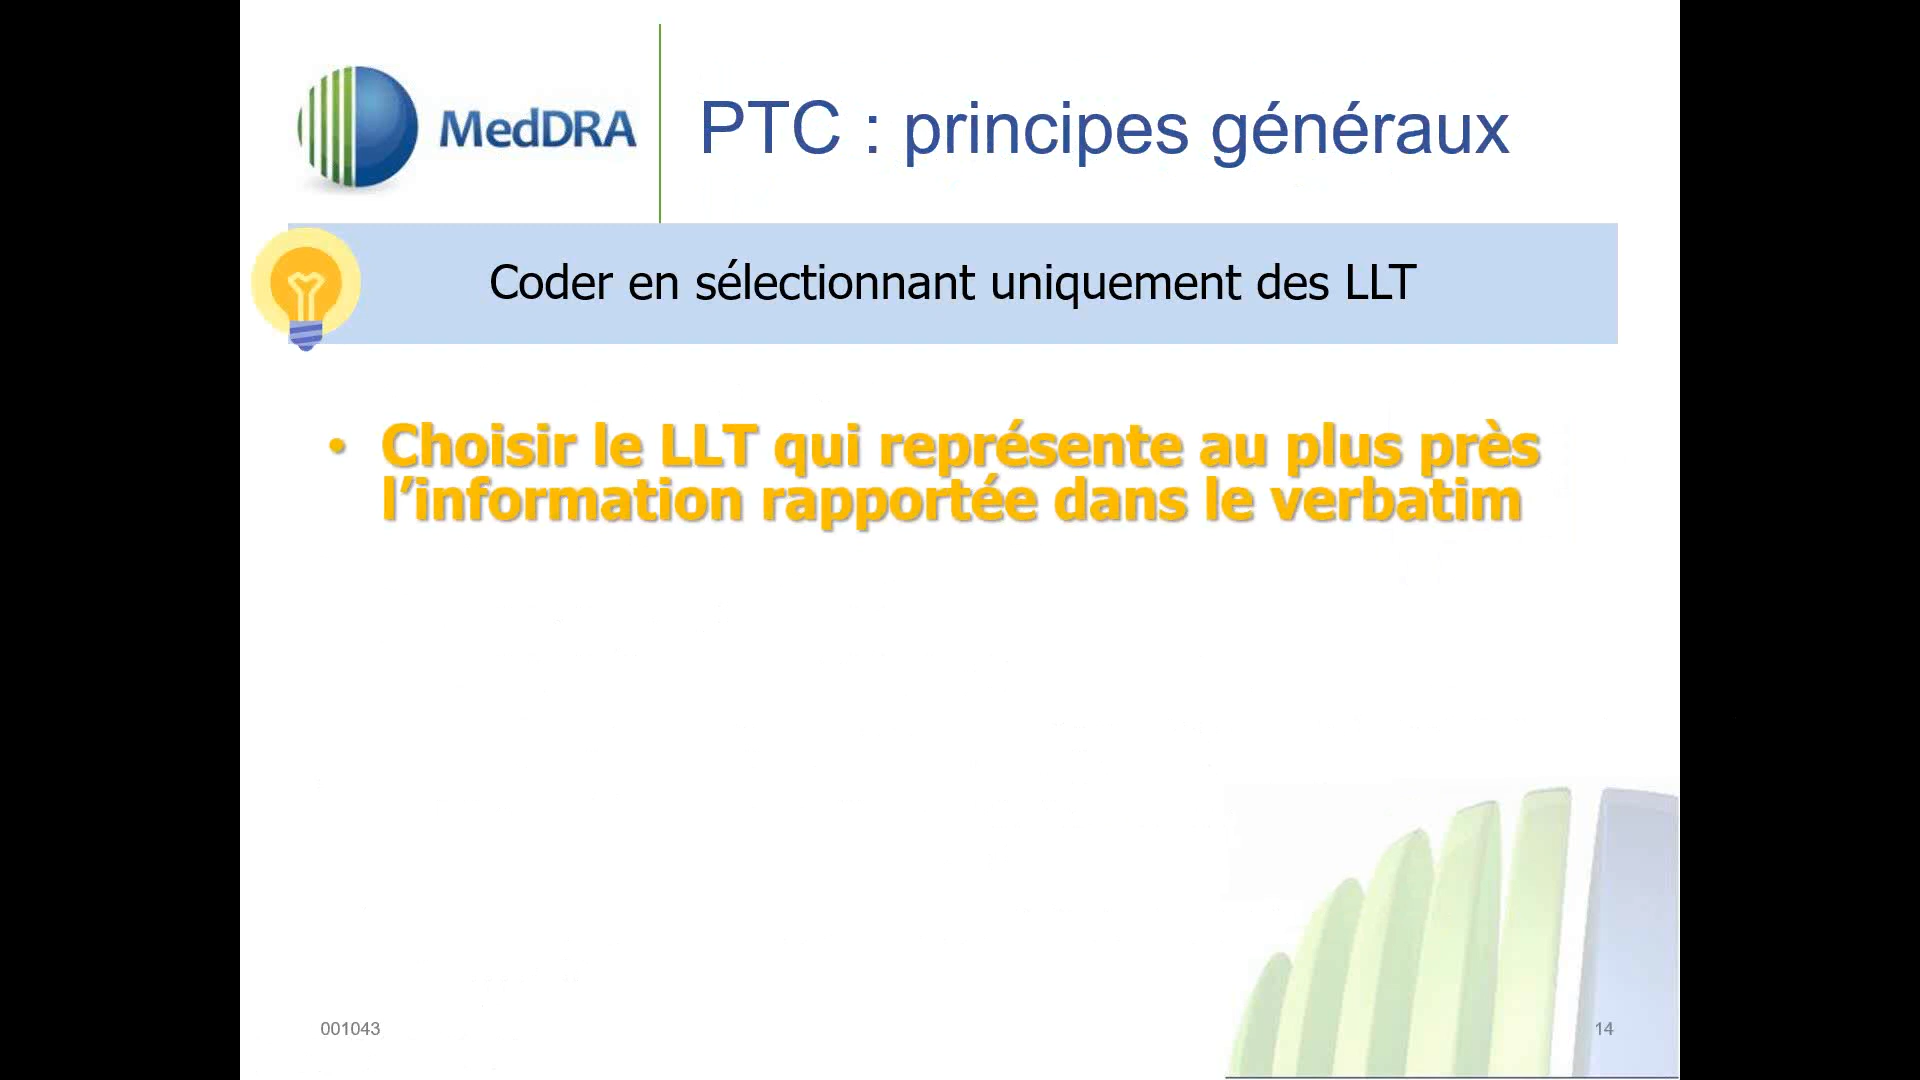 MedDRA
PTC : principes généraux
Coder en sélectionnant uniquement des LLT
• Choisir le LLT qui représente au plus près
l’information rapportée dans le verbatim
001043
14